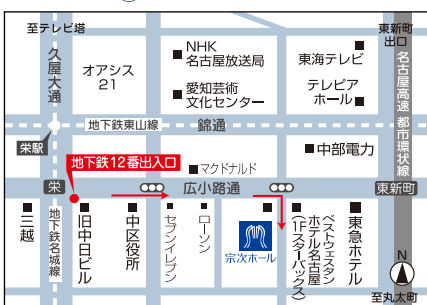 至テレビ塔
東新町
出口
久屋大通
オアシス
21
NHK
名古屋放送局
愛知芸術
文化センター
東海テレビ
テレピア
ホール
名古屋高速 都市環状線
地下鉄東山線
錦通
栄駅
地下鉄12番出入口
マクドナルド
中部電力
栄
広小路通
東新町
三越
地下鉄名城線
旧中日ビル
中区役所
セブンイレブン
ローソン
宗次ホール
ベストウェスタン
ホテル名古屋
(1Fスターバックス)
東急ホテル
N
至丸太町